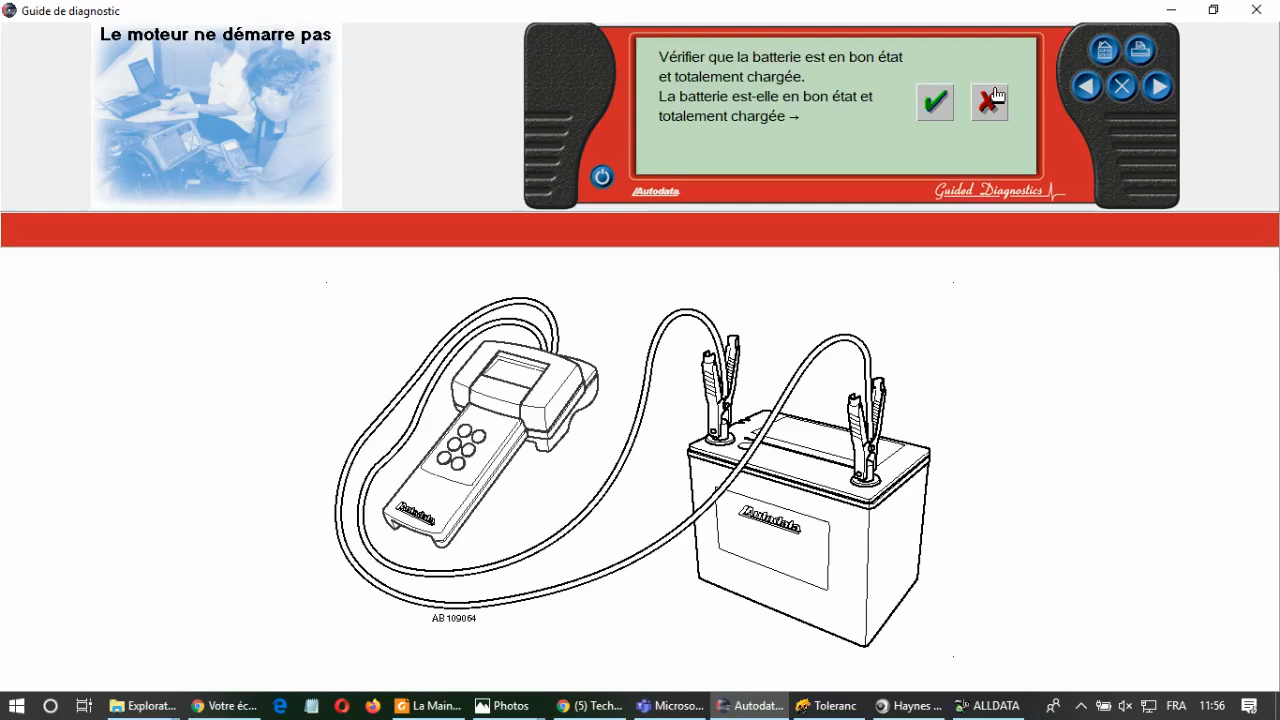 Guide de diagnostic
Le moteur ne démarre pas
Vérifier que la batterie est en bon état
et totalement chargée.
La batterie est-elle en bon état et
totalement chargée →
Autodata
Guided Diagnostics
Autodata
Autodata
AB 109064
Explorat...
Votre éc...
La Main...
Photos
(5) Tech...
Microso...
Autodat...
Toleranc
Haynes ...
ALLDATA
FRA
11:56